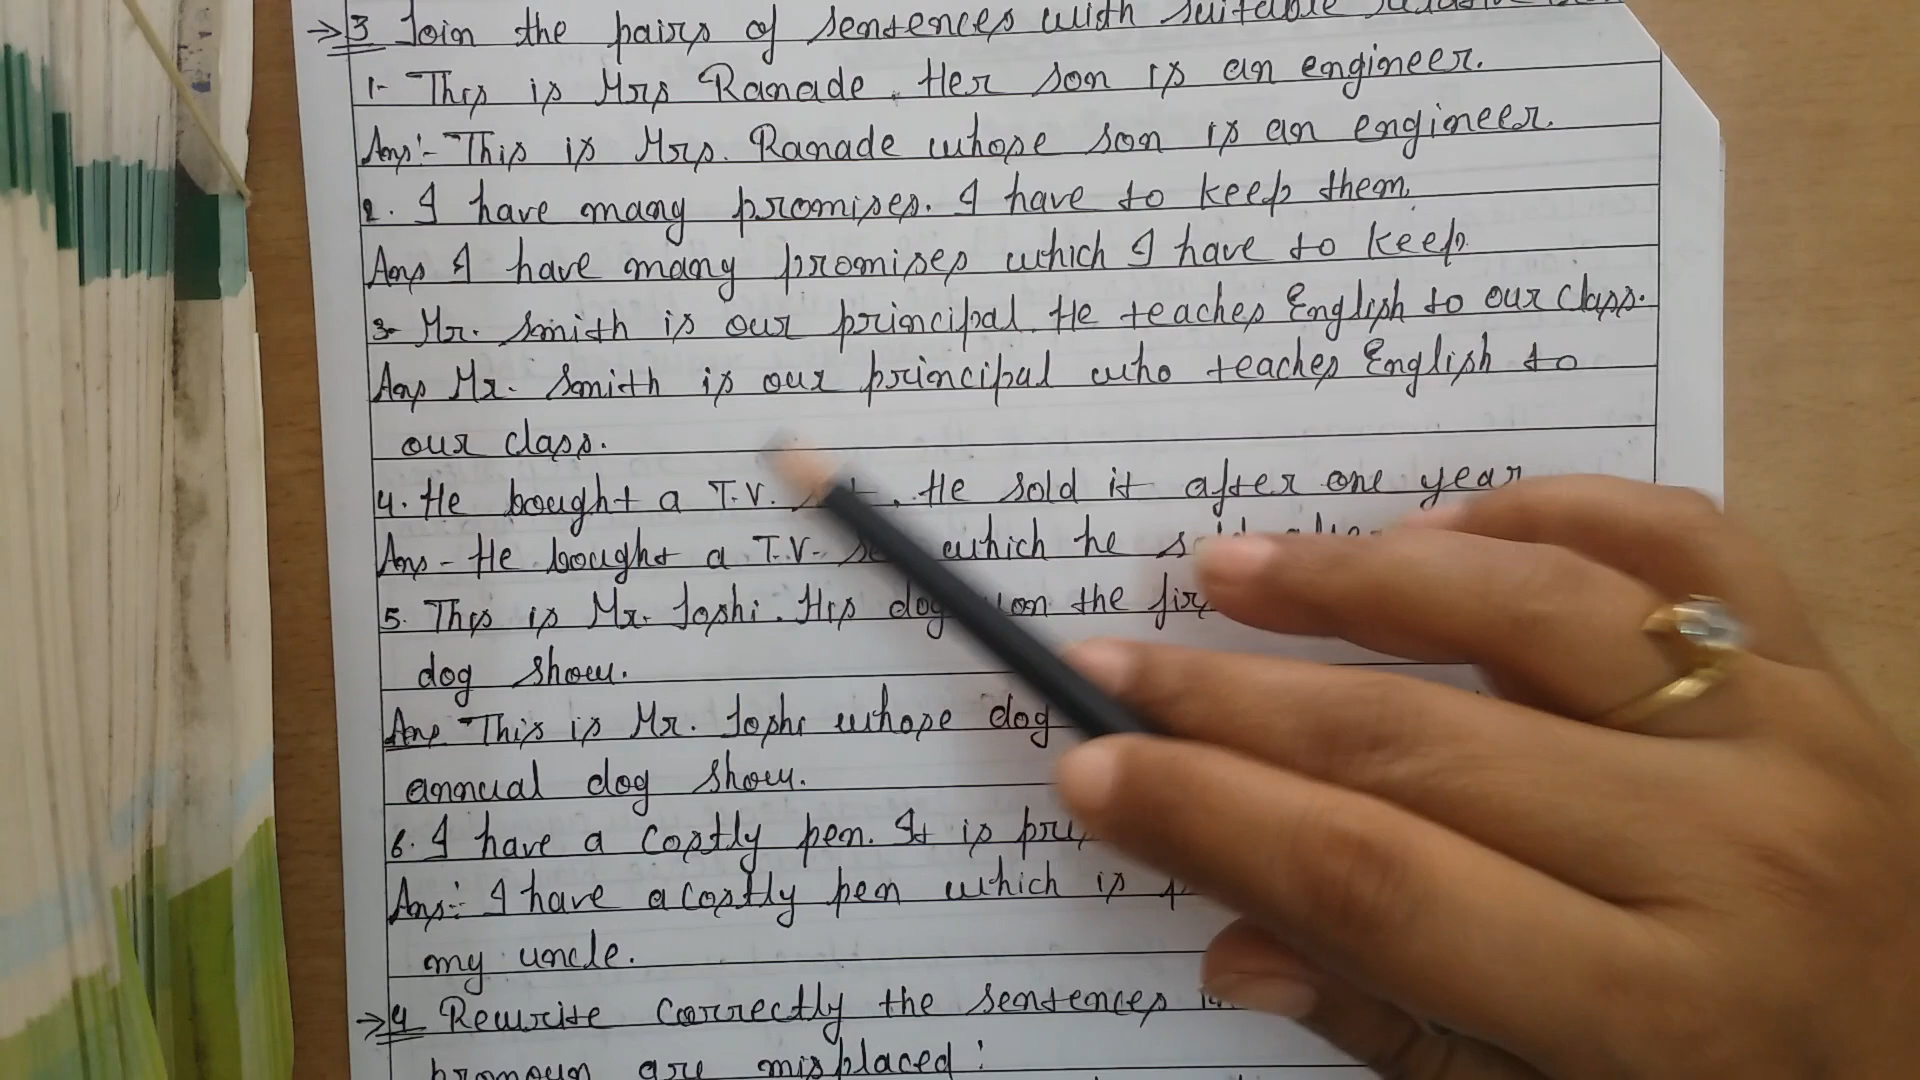 →3 Join the pairs of sentences with suitable
1- This is Mrs Ranade. Her son is an engineer.
Ans:- This is Mrs. Ranade whose son is an engineer.
2. I have many promises. I have to keep them.
Ans I have many promises which I have to keep.
3- Mr. Smith is our principal. He teaches English to our class.
Ans Mr. Smith is our principal who teaches English to
our class.
4. He bought a T.V. set. He sold it after one year
Ans - He bought a T.V- set which he sold
5. This is Mr. Joshi. His dog won the
dog show.
Ans This is Mr. Joshi whose dog
annual dog show.
6. I have a costly pen. It is
Ans:- I have a costly pen which is
my uncle.
→4 Rewrite correctly the sentences
pronoun are misplaced: